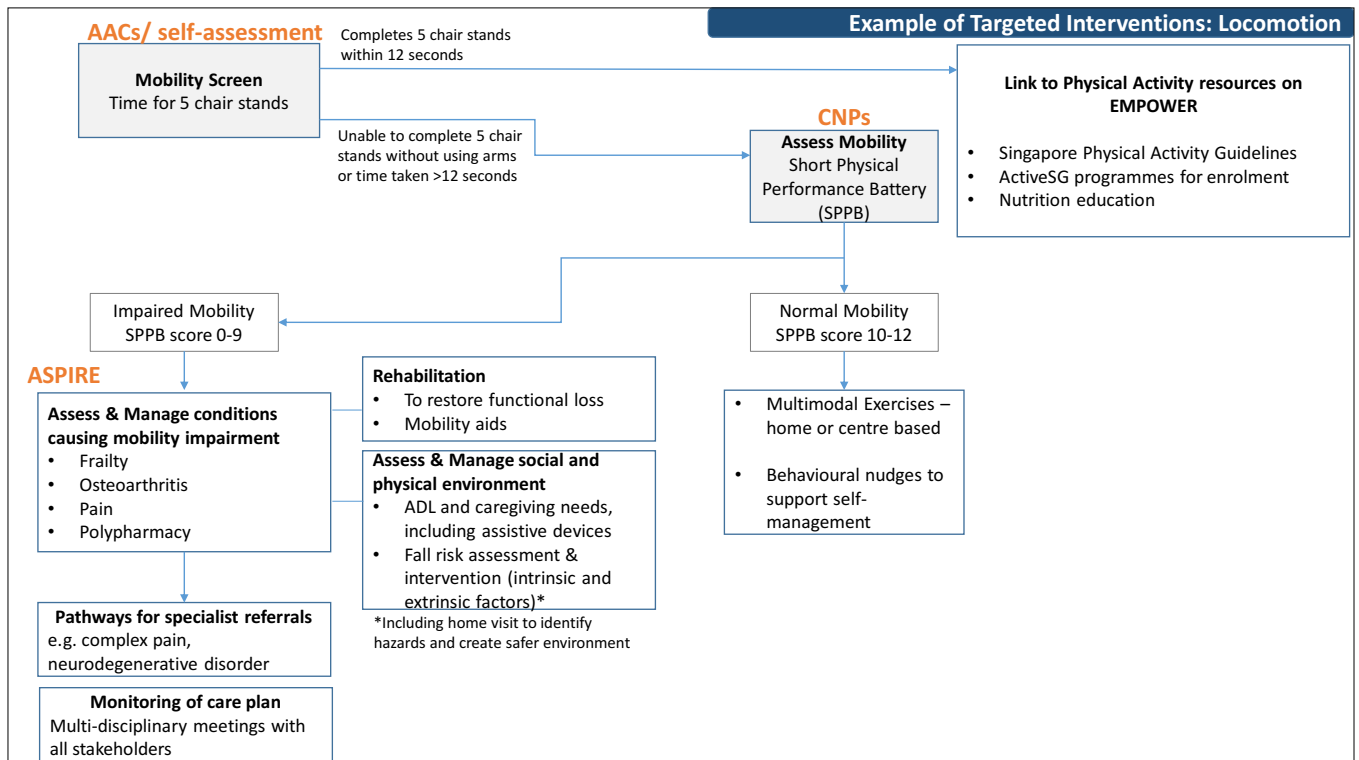 Example of Targeted Interventions: Locomotion
AACs/ self-assessment
Mobility Screen
Time for 5 chair stands
Completes 5 chair stands
within 12 seconds
Unable to complete 5 chair
stands without using arms
or time taken >12 seconds
Link to Physical Activity resources on
EMPOWER
• Singapore Physical Activity Guidelines
• ActiveSG programmes for enrolment
• Nutrition education
CNPs
Assess Mobility
Short Physical
Performance Battery
(SPPB)
Impaired Mobility
SPPB score 0-9
Normal Mobility
SPPB score 10-12
ASPIRE
Assess & Manage conditions
causing mobility impairment
• Frailty
• Osteoarthritis
• Pain
• Polypharmacy
Rehabilitation
• To restore functional loss
• Mobility aids
Assess & Manage social and
physical environment
• ADL and caregiving needs,
including assistive devices
• Fall risk assessment &
intervention (intrinsic and
extrinsic factors)*
*Including home visit to identify
hazards and create safer environment
• Multimodal Exercises –
home or centre based
• Behavioural nudges to
support self-
management
Pathways for specialist referrals
e.g. complex pain,
neurodegenerative disorder
Monitoring of care plan
Multi-disciplinary meetings with
all stakeholders